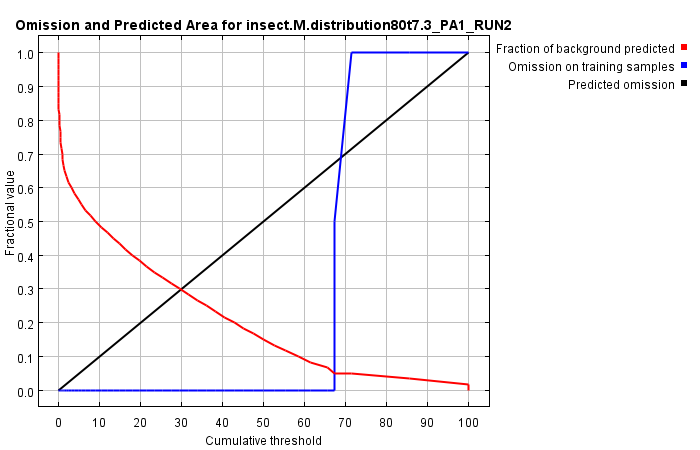 Omission and Predicted Area for insect.M.distribution80t7.3_PA1_RUN2
Fraction of background predicted
Omission on training samples
Predicted omission
1.0
0.9
0.8
0.7
0.6
0.5
0.4
0.3
0.2
0.1
0.0
Fractional value
0 10 20 30 40 50 60 70 80 90 100
Cumulative threshold